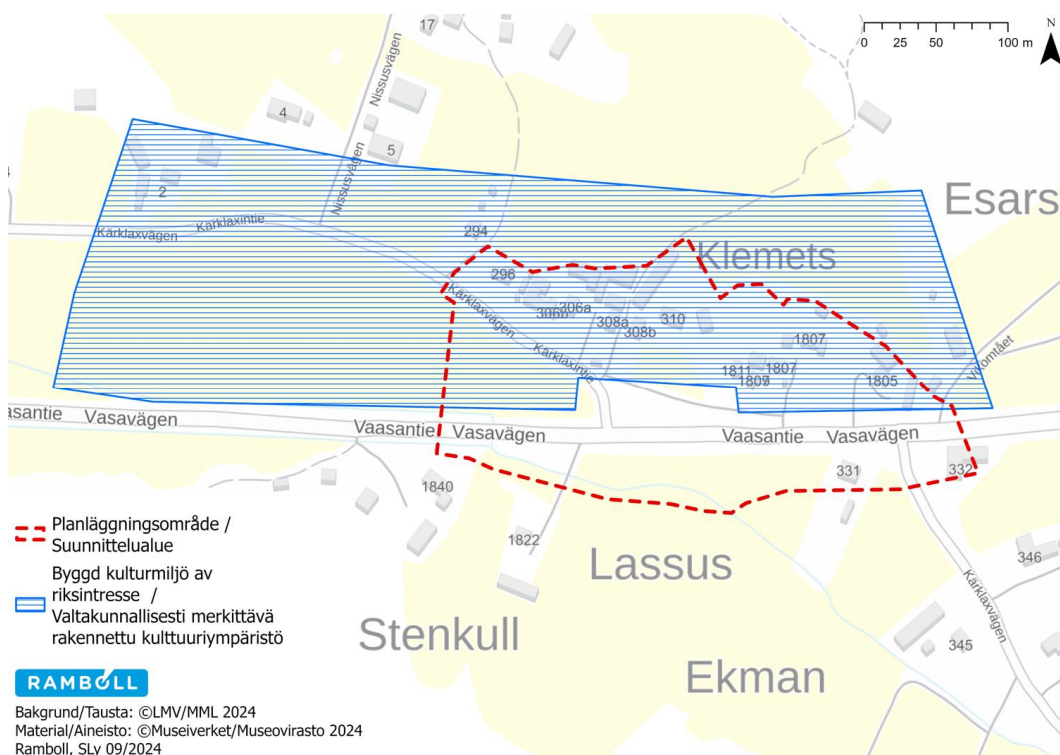 0 25 50 100 m
N
17
Nissusvägen
4
5
Nissusvägen
2
Esars
Kärklaxvägen
Kärklaxintie
294
Klemets
296
Kärklaxvägen
306a
308a
308b
310
1807
Kärklaxintie
1811
1807
1809
1805
Vikomtået
Vasavägen
Vaasantie
Vasavägen
Vaasantie
Vasavägen
1840
331
332
1822
Lassus
346
Kärklaxvägen
Stenkull
345
Ekman
Planläggningsområde /
Suunnittelualue
Byggd kulturmiljö av
riksintresse /
Valtakunnallisesti merkittävä
rakennettu kulttuuriympäristö
RAMBOLL
Bakgrund/Tausta: ©LMV/MML 2024
Material/Aineisto: ©Museiverket/Museovirasto 2024
Ramboll, SLy 09/2024